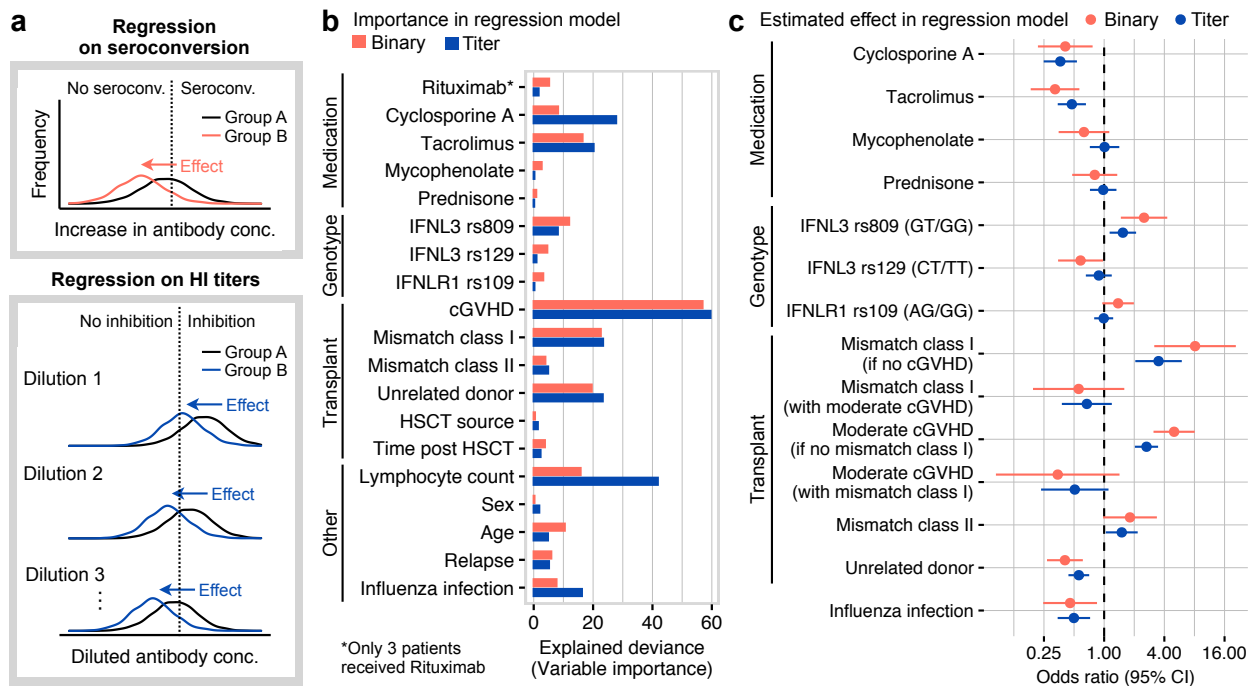 a
Regression
on seroconversion
No seroconv.
Seroconv.
Group A
Group B
Effect
Frequency
Increase in antibody conc.
Regression on HI titers
No inhibition
Inhibition
Group A
Group B
Dilution 1
Effect
Dilution 2
Effect
Dilution 3
Effect
Diluted antibody conc.
b
Importance in regression model
Binary
Titer
Medication
Rituximab*
Cyclosporine A
Tacrolimus
Mycophenolate
Prednisone
Genotype
IFNL3 rs809
IFNL3 rs129
IFNLR1 rs109
Transplant
cGVHD
Mismatch class I
Mismatch class II
Unrelated donor
HSCT source
Time post HSCT
Other
Lymphocyte count
Sex
Age
Relapse
Influenza infection
0
20
40
60
Explained deviance
(Variable importance)
*Only 3 patients
received Rituximab
c
Estimated effect in regression model
Binary
Titer
Medication
Cyclosporine A
Tacrolimus
Mycophenolate
Prednisone
Genotype
IFNL3 rs809 (GT/GG)
IFNL3 rs129 (CT/TT)
IFNLR1 rs109 (AG/GG)
Transplant
Mismatch class I
(if no cGVHD)
Mismatch class I
(with moderate cGVHD)
Moderate cGVHD
(if no mismatch class I)
Moderate cGVHD
(with mismatch class I)
Mismatch class II
Unrelated donor
Influenza infection
0.25
1.00
4.00
16.00
Odds ratio (95% CI)